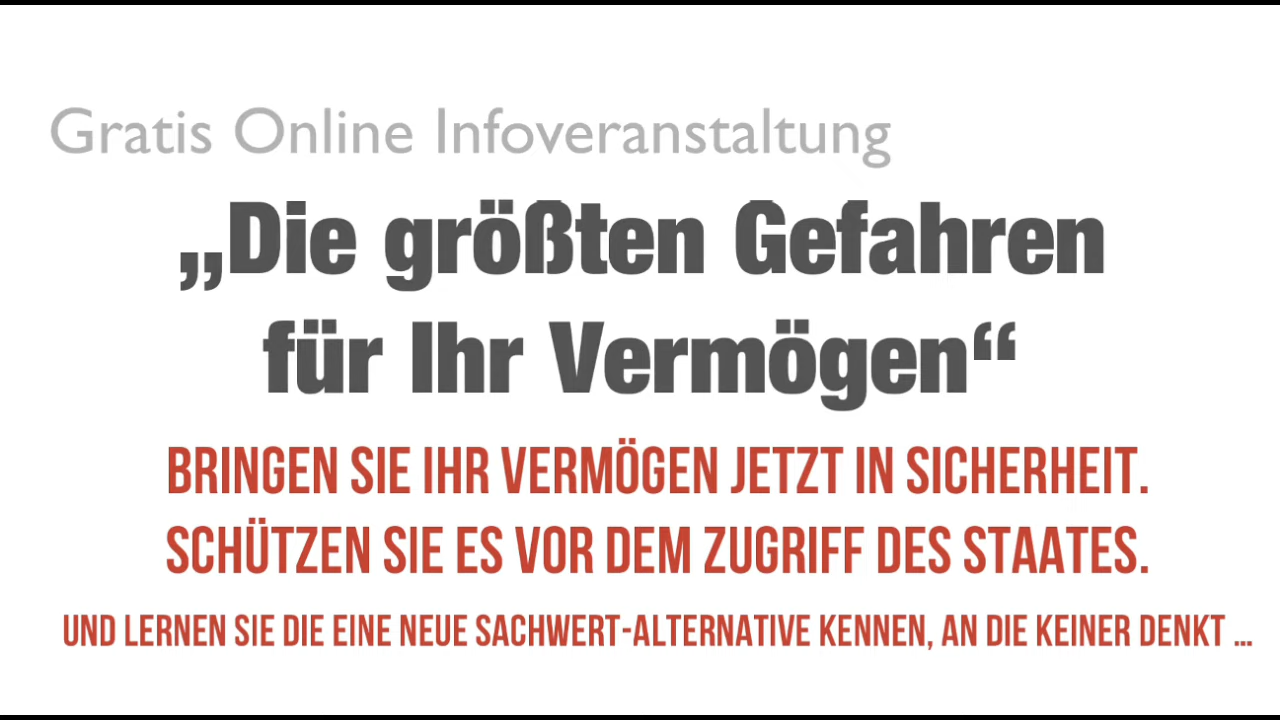 Gratis Online Infoveranstaltung
„Die größten Gefahren
für Ihr Vermögen“
BRINGEN SIE IHR VERMÖGEN JETZT IN SICHERHEIT.
SCHÜTZEN SIE ES VOR DEM ZUGRIFF DES STAATES.
UND LERNEN SIE DIE EINE NEUE SACHWERT-ALTERNATIVE KENNEN, AN DIE KEINER DENKT ...